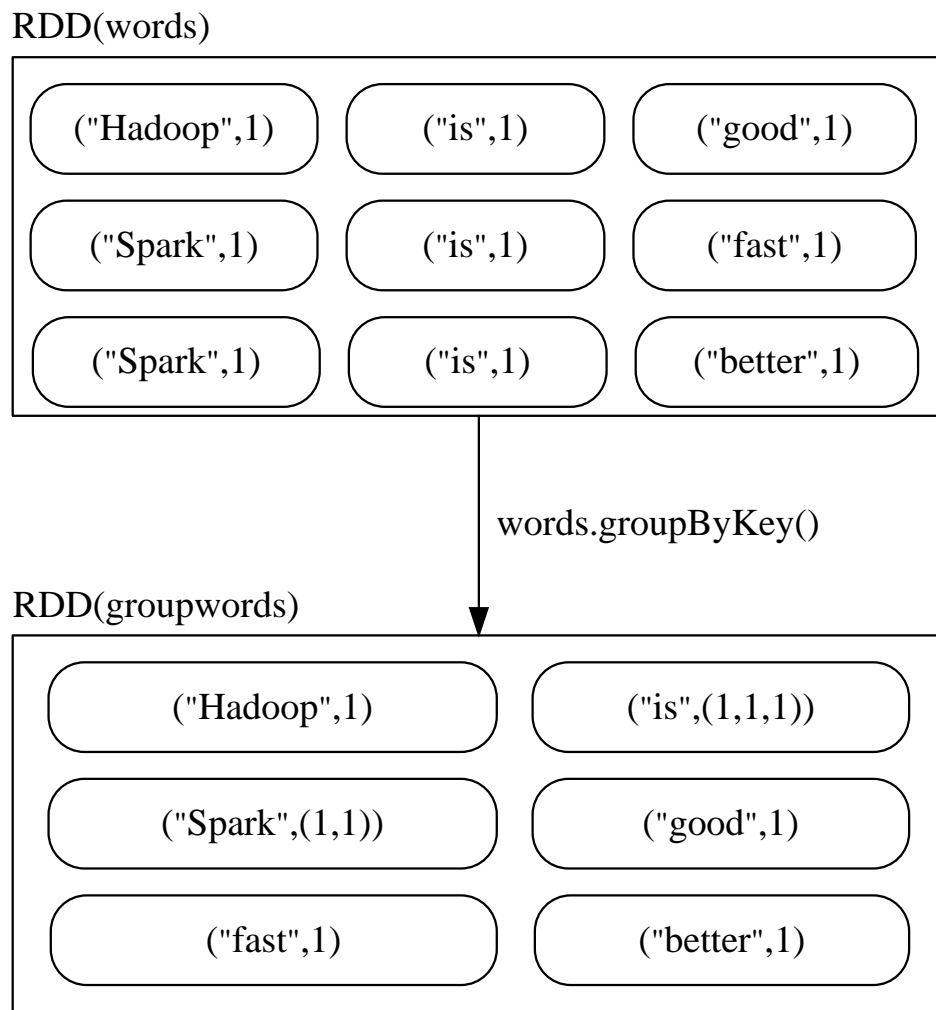 RDD(words)
("Hadoop",1) ("is",1) ("good",1)
("Spark",1) ("is",1) ("fast",1)
("Spark",1) ("is",1) ("better",1)
words.groupByKey()
RDD(groupwords)
("Hadoop",1) ("is",(1,1,1))
("Spark",(1,1)) ("good",1)
("fast",1) ("better",1)